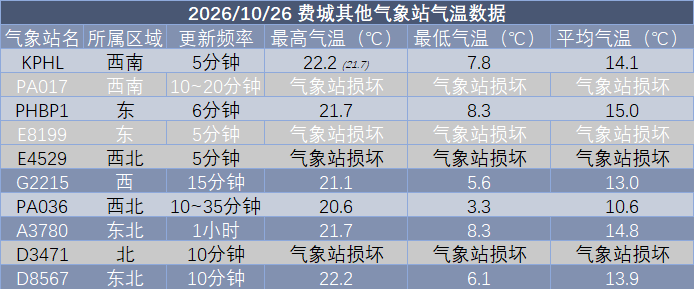 2026/10/26 费城其他气象站气温数据
气象站名 所属区域 更新频率 最高气温（℃） 最低气温（℃） 平均气温（℃）
KPHL 西南 5分钟 22.2 (21.7) 7.8 14.1
PA017 西南 10~20分钟 气象站损坏 气象站损坏 气象站损坏
PHBP1 东 6分钟 21.7 8.3 15.0
E8199 东 5分钟 气象站损坏 气象站损坏 气象站损坏
E4529 西北 5分钟 气象站损坏 气象站损坏 气象站损坏
G2215 西 15分钟 21.1 5.6 13.0
PA036 西北 10~35分钟 20.6 3.3 10.6
A3780 东北 1小时 21.7 8.3 14.8
D3471 北 10分钟 气象站损坏 气象站损坏 气象站损坏
D8567 东北 10分钟 22.2 6.1 13.9